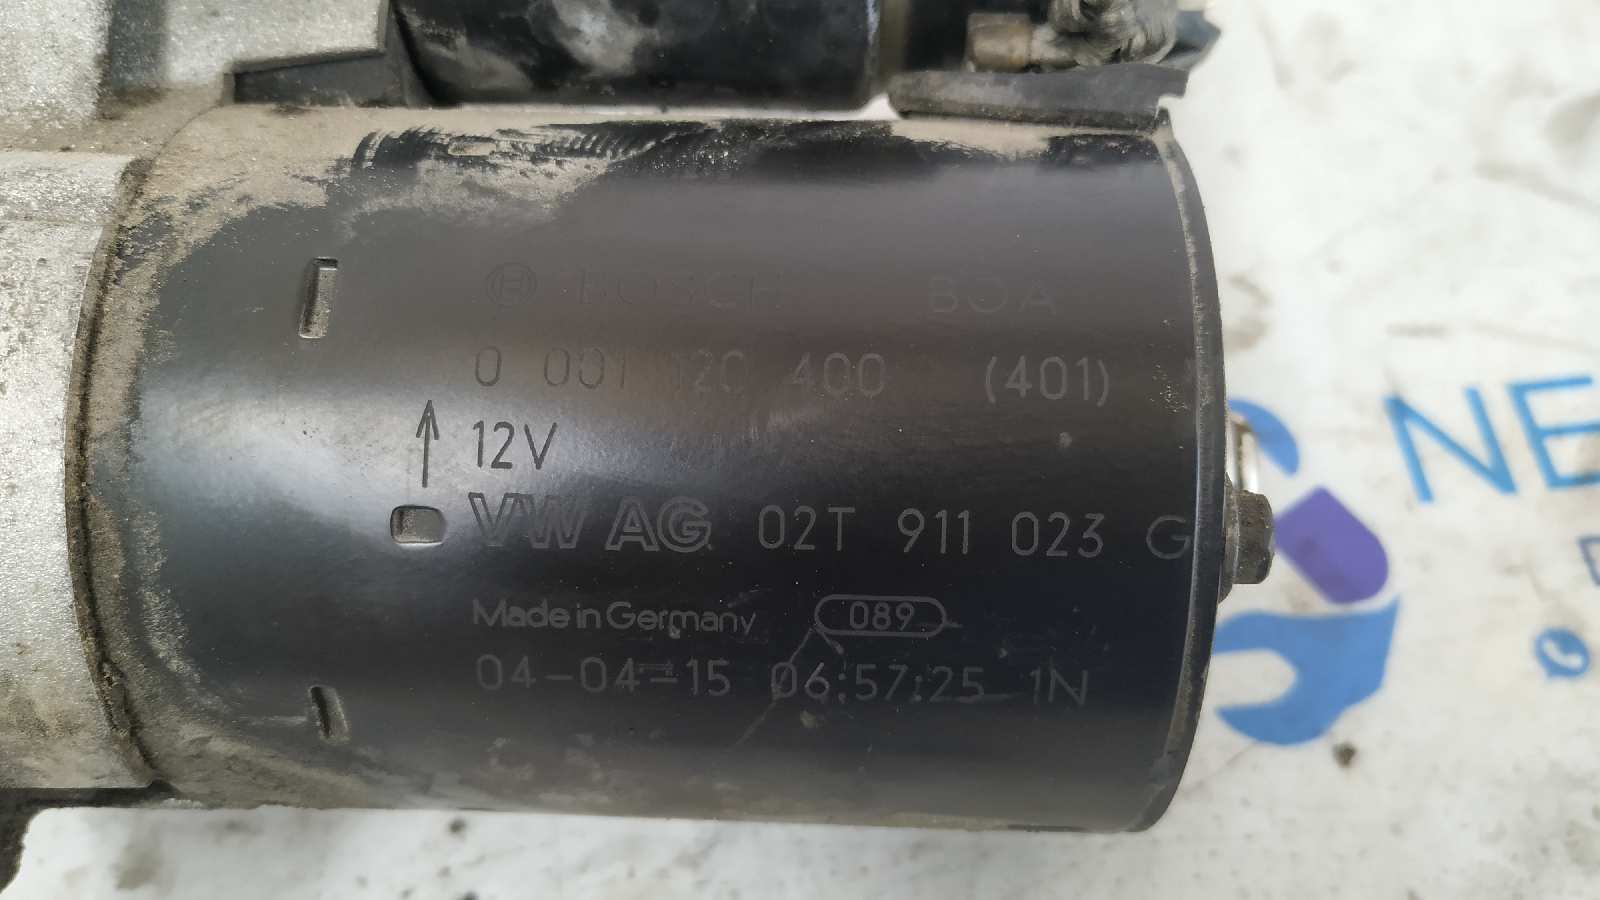 BOSCH BOA
0 001 120 400 (401)
12V
VW AG 02T 911 023 G
Made in Germany 089
04-04-15 06:57:25 1N
NE